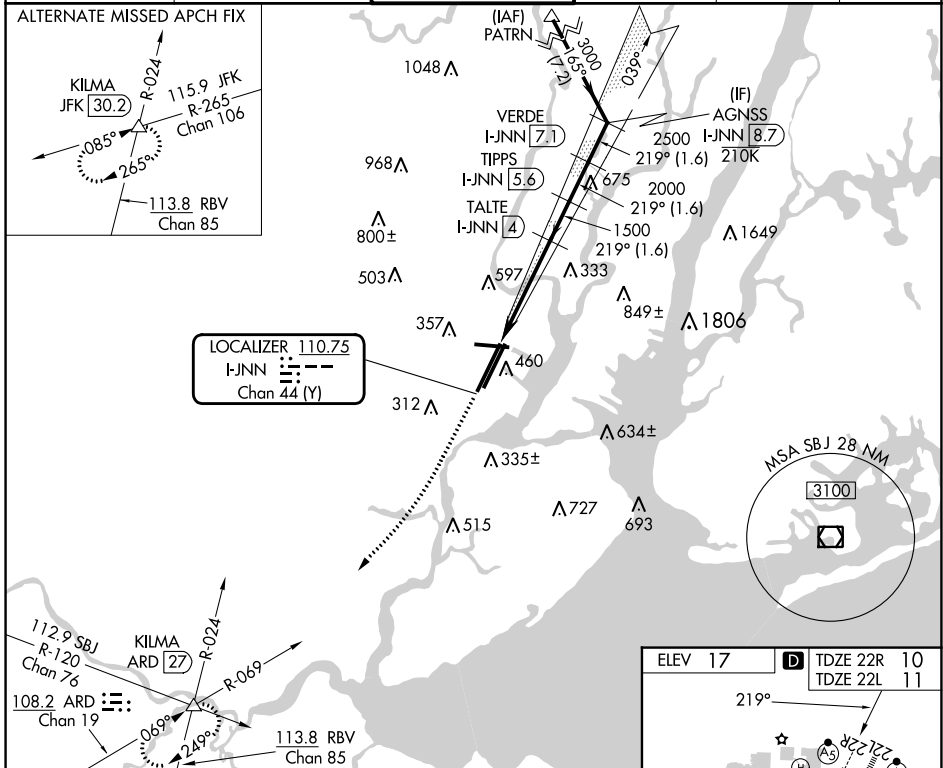 ALTERNATE MISSED APCH FIX
R-024
KILMA
JFK 30.2
115.9 JFK
R-265
Chan 106
085°
265°
113.8 RBV
Chan 85
(IAF)
PATRN
3000
165°
(7.2)
039°
1048
(IF)
AGNSS
I-JNN 8.7
210K
VERDE
I-JNN 7.1
2500
219° (1.6)
TIPPS
I-JNN 5.6
968
675
2000
219° (1.6)
TALTE
I-JNN 4
800±
1500
219° (1.6)
1649
503
597
333
849±
1806
357
460
LOCALIZER 110.75
I-JNN
Chan 44 (Y)
312
634±
335±
MSA SBJ 28 NM
3100
727
693
515
112.9 SBJ
R-120
Chan 76
KILMA
ARD 27
R-024
R-069
108.2 ARD
Chan 19
069°
249°
113.8 RBV
Chan 85
ELEV 17
D
TDZE 22R 10
TDZE 22L 11
219°
22R
22L
A5
H